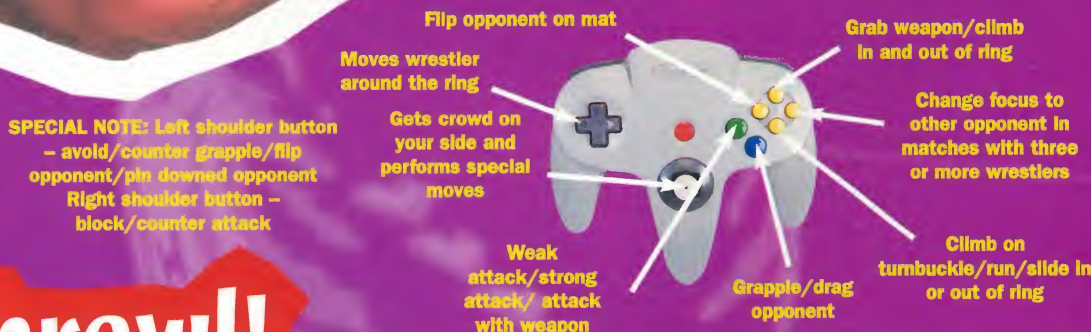 Flip opponent on mat
Grab weapon/climb
in and out of ring
Moves wrestler
around the ring
Change focus to
other opponent in
matches with three
or more wrestlers
Gets crowd on
your side and
performs special
moves
SPECIAL NOTE: Left shoulder button
– avoid/counter grapple/flip
opponent/pin downed opponent
Right shoulder button –
block/counter attack
Climb on
turnbuckle/run/slide in
or out of ring
Weak
attack/strong
attack/ attack
with weapon
Grapple/drag
opponent